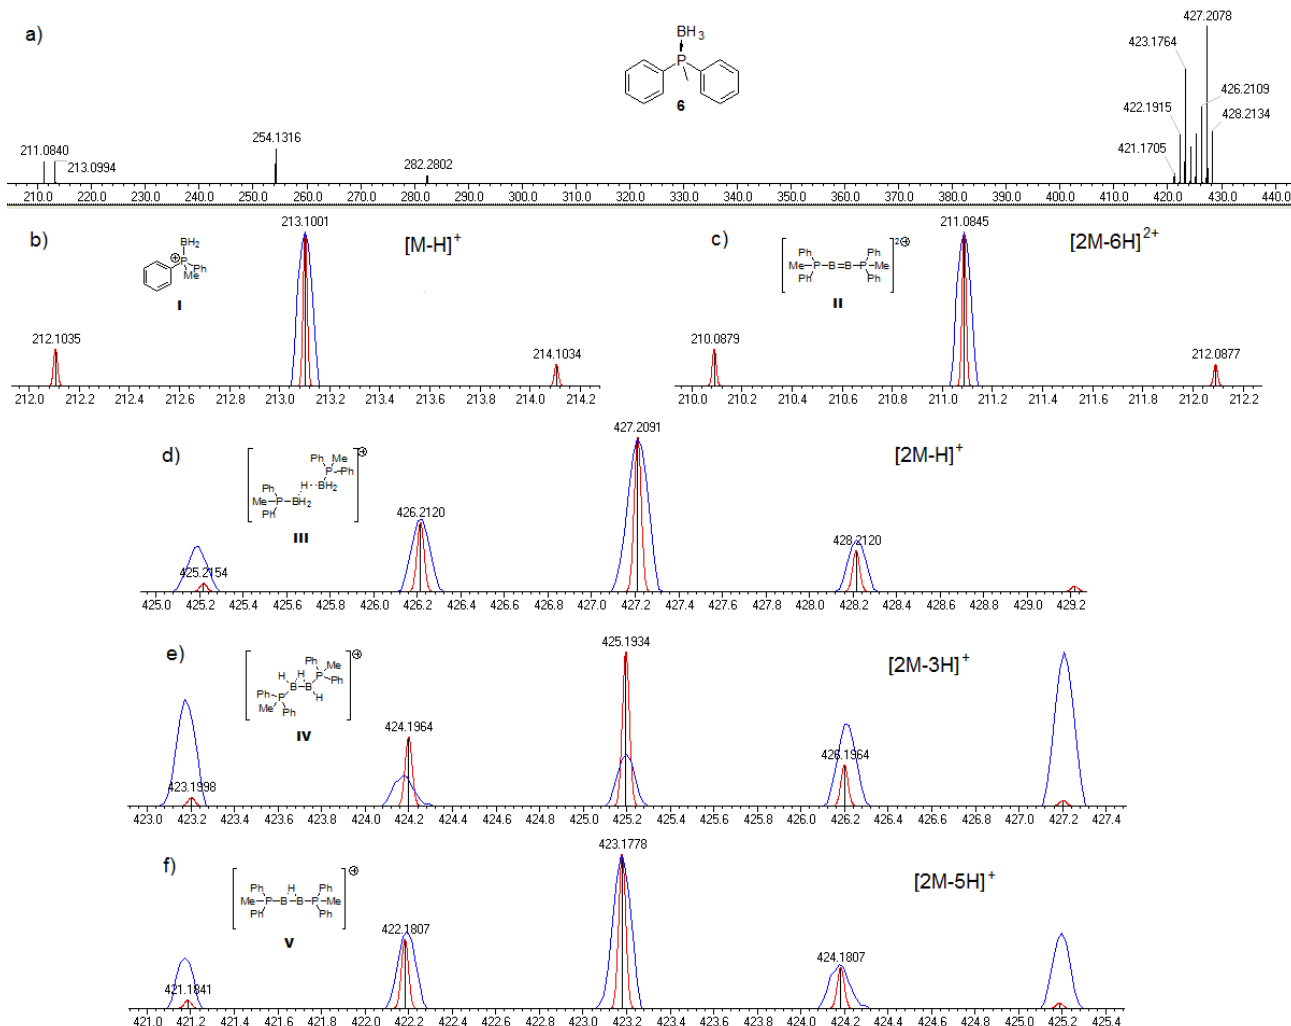 a)
BH3
P
6
427.2078
423.1764
426.2109
422.1915
428.2134
421.1705
254.1316
211.0840
213.0994
282.2802
210.0 220.0 230.0 240.0 250.0 260.0 270.0 280.0 290.0 300.0 310.0 320.0 330.0 340.0 350.0 360.0 370.0 380.0 390.0 400.0 410.0 420.0 430.0 440.0
b)
BH2
P Ph
Me
I
[M-H]+
213.1001
212.1035
214.1034
212.0 212.2 212.4 212.6 212.8 213.0 213.2 213.4 213.6 213.8 214.0 214.2
c)
2+
Ph Ph
Me-P-B=B-P-Me
Ph Ph
II
[2M-6H]2+
211.0845
210.0879
212.0877
210.0 210.2 210.4 210.6 210.8 211.0 211.2 211.4 211.6 211.8 212.0 212.2
d)
Ph Me
P Ph
H BH2
Ph
Me-P-BH2
Ph
+
III
[2M-H]+
427.2091
426.2120
428.2120
425.2154
425.0 425.2 425.4 425.6 425.8 426.0 426.2 426.4 426.6 426.8 427.0 427.2 427.4 427.6 427.8 428.0 428.2 428.4 428.6 428.8 429.0 429.2
e)
Ph Me
H H P
B-B Ph
Ph P H
Me Ph
+
IV
[2M-3H]+
425.1934
424.1964
426.1964
423.1998
423.0 423.2 423.4 423.6 423.8 424.0 424.2 424.4 424.6 424.8 425.0 425.2 425.4 425.6 425.8 426.0 426.2 426.4 426.6 426.8 427.0 427.2 427.4
f)
Ph H Ph
Me-P-B-B-P-Me
Ph Ph
+
V
[2M-5H]+
423.1778
422.1807
424.1807
421.1841
421.0 421.2 421.4 421.6 421.8 422.0 422.2 422.4 422.6 422.8 423.0 423.2 423.4 423.6 423.8 424.0 424.2 424.4 424.6 424.8 425.0 425.2 425.4